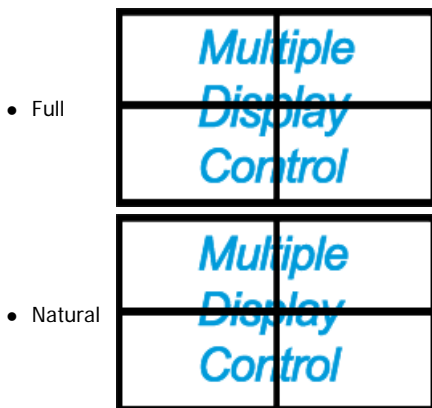 Multiple
● Full
Display
Control
Multiple
● Natural
Display
Control